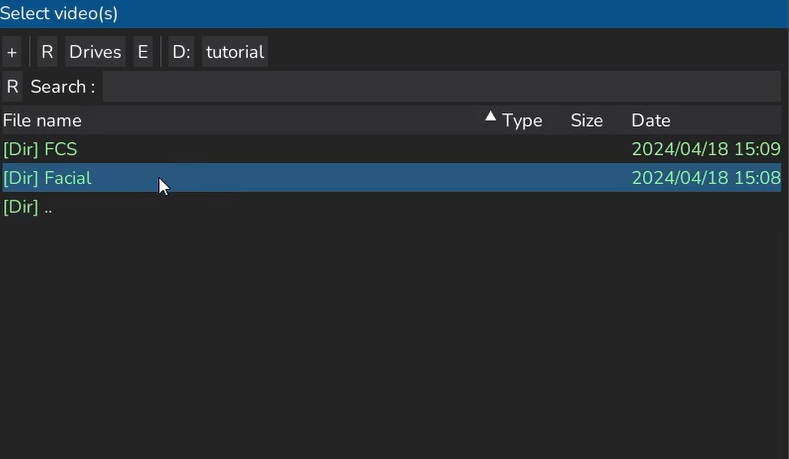 Select video(s)
+ R Drives E D: tutorial
R Search :
File name Type Size Date
[Dir] FCS 2024/04/18 15:09
[Dir] Facial 2024/04/18 15:08
[Dir] ..